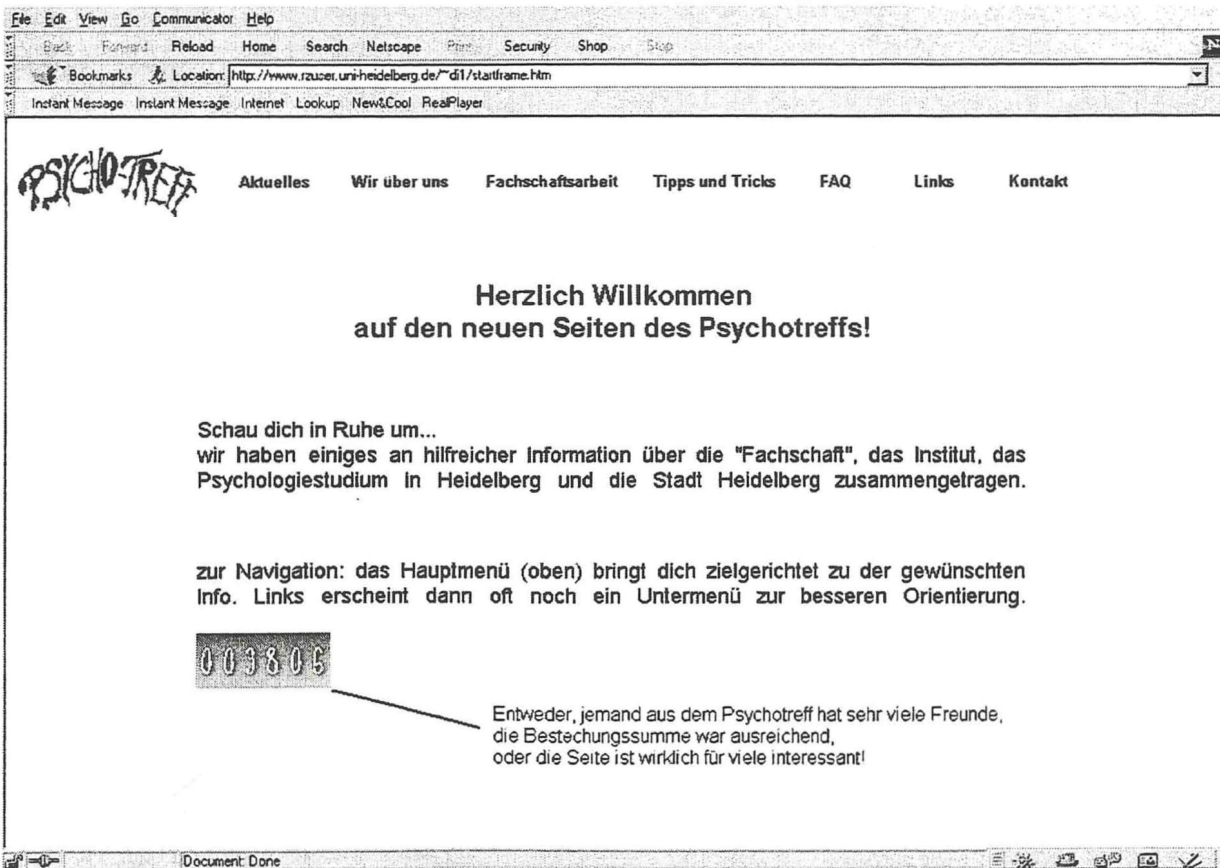 File Edit View Go Communicator Help
Back Forward Reload Home Search Netscape Print Security Shop Stop
Bookmarks Location: http://www.rzuser.uni-heidelberg.de/~di1/startframe.htm
Instant Message Instant Message Internet Lookup New&Cool RealPlayer
PSYCHO-TREFF Aktuelles Wir über uns Fachschaftsarbeit Tipps und Tricks FAQ Links Kontakt
Herzlich Willkommen
auf den neuen Seiten des Psychotreffs!
Schau dich in Ruhe um...
wir haben einiges an hilfreicher Information über die "Fachschaft", das Institut, das
Psychologiestudium in Heidelberg und die Stadt Heidelberg zusammengetragen.
zur Navigation: das Hauptmenü (oben) bringt dich zielgerichtet zu der gewünschten
Info. Links erscheint dann oft noch ein Untermenü zur besseren Orientierung.
003806
Entweder, jemand aus dem Psychotreff hat sehr viele Freunde,
die Bestechungssumme war ausreichend,
oder die Seite ist wirklich für viele interessant!
Document: Done